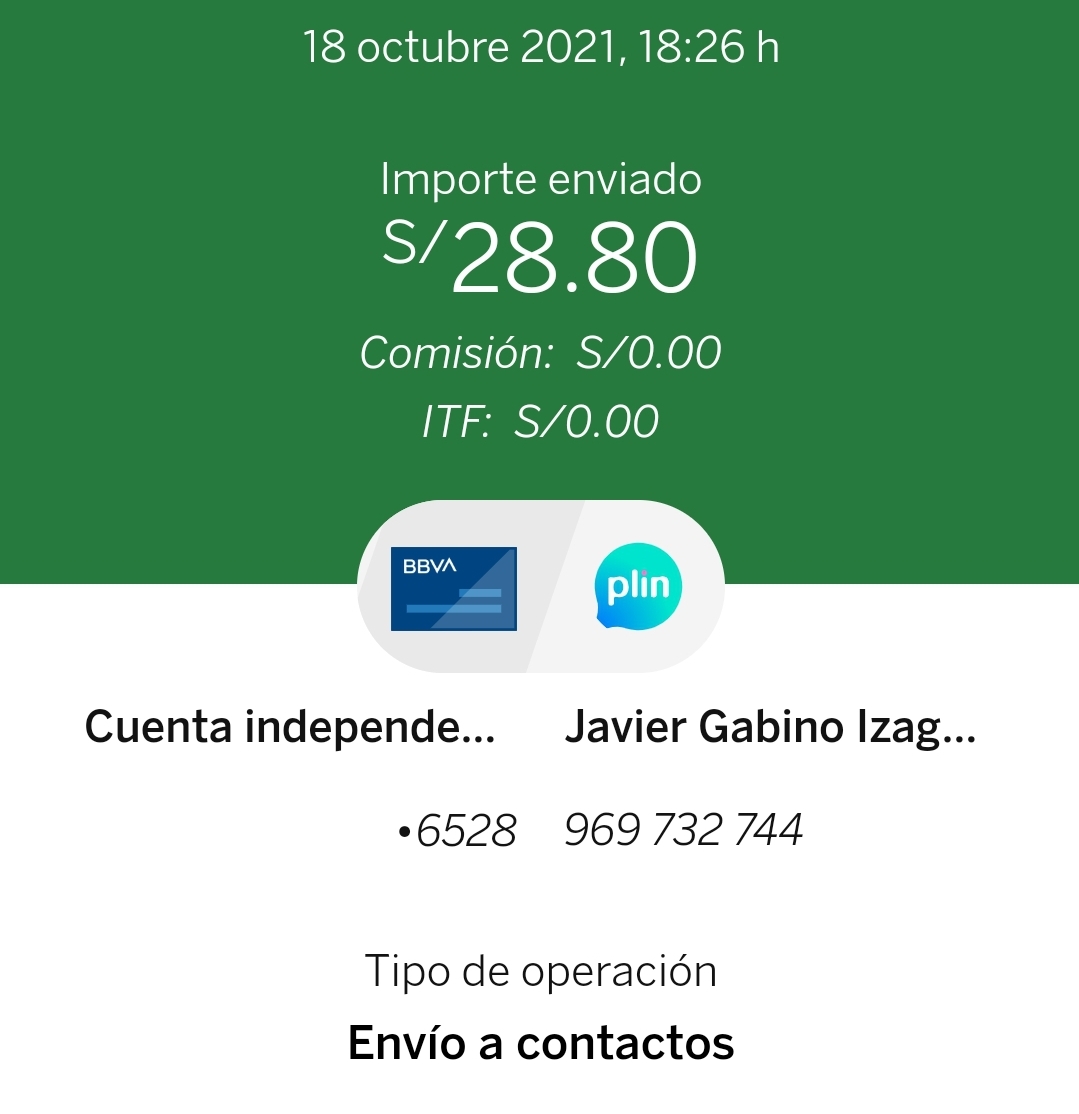 18 octubre 2021, 18:26 h
Importe enviado
S/28.80
Comisión: S/0.00
ITF: S/0.00
BBVA
plin
Cuenta independe... Javier Gabino Izag...
•6528 969 732 744
Tipo de operación
Envío a contactos